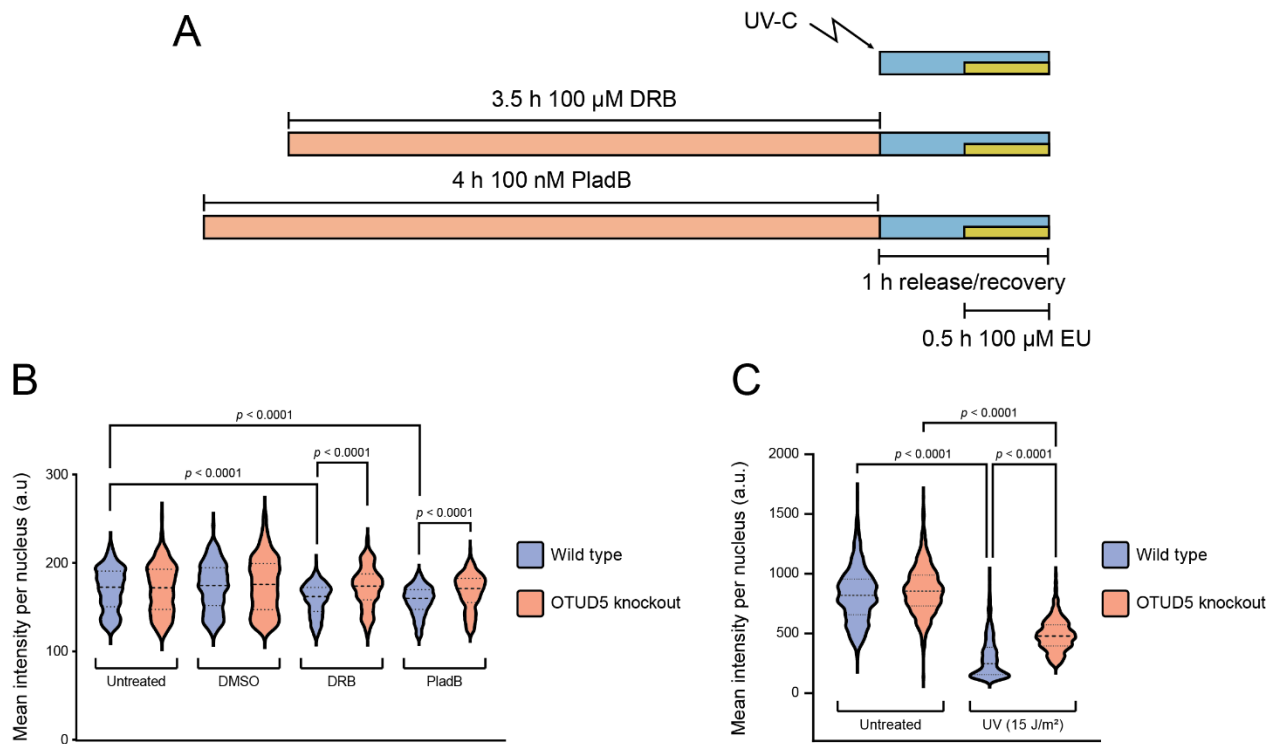 A
UV-C
3.5 h 100 µM DRB
4 h 100 nM PladB
1 h release/recovery
0.5 h 100 µM EU
B
p < 0.0001
p < 0.0001
p < 0.0001
p < 0.0001
Mean intensity per nucleus (a.u)
300
200
100
0
Untreated
DMSO
DRB
PladB
Wild type
OTUD5 knockout
C
p < 0.0001
p < 0.0001
p < 0.0001
Mean intensity per nucleus (a.u.)
2000
1500
1000
500
0
Untreated
UV (15 J/m²)
Wild type
OTUD5 knockout